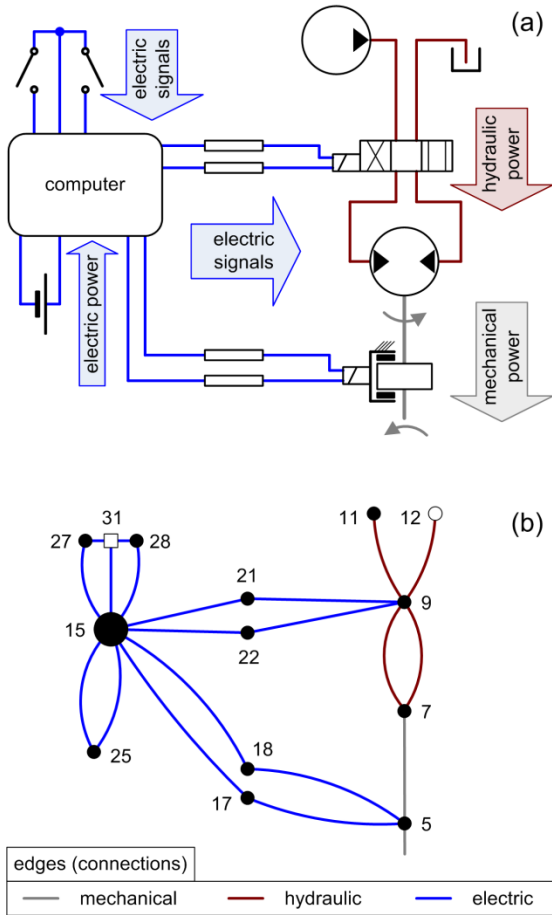 (a)
electric
signals
computer
hydraulic
power
electric
signals
electric power
mechanical
power
(b)
31
27
28
11
12
21
9
15
22
7
25
18
17
5
edges (connections)
mechanical
hydraulic
electric